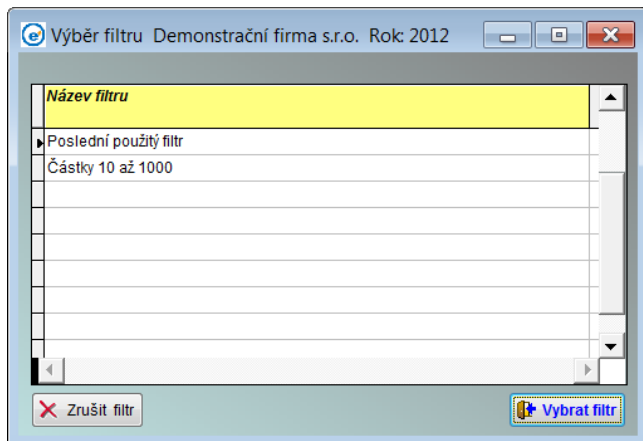 Výběr filtru Demonstrační firma s.r.o. Rok: 2012
Název filtru
Poslední použitý filtr
Částky 10 až 1000
Zrušit filtr
Vybrat filtr